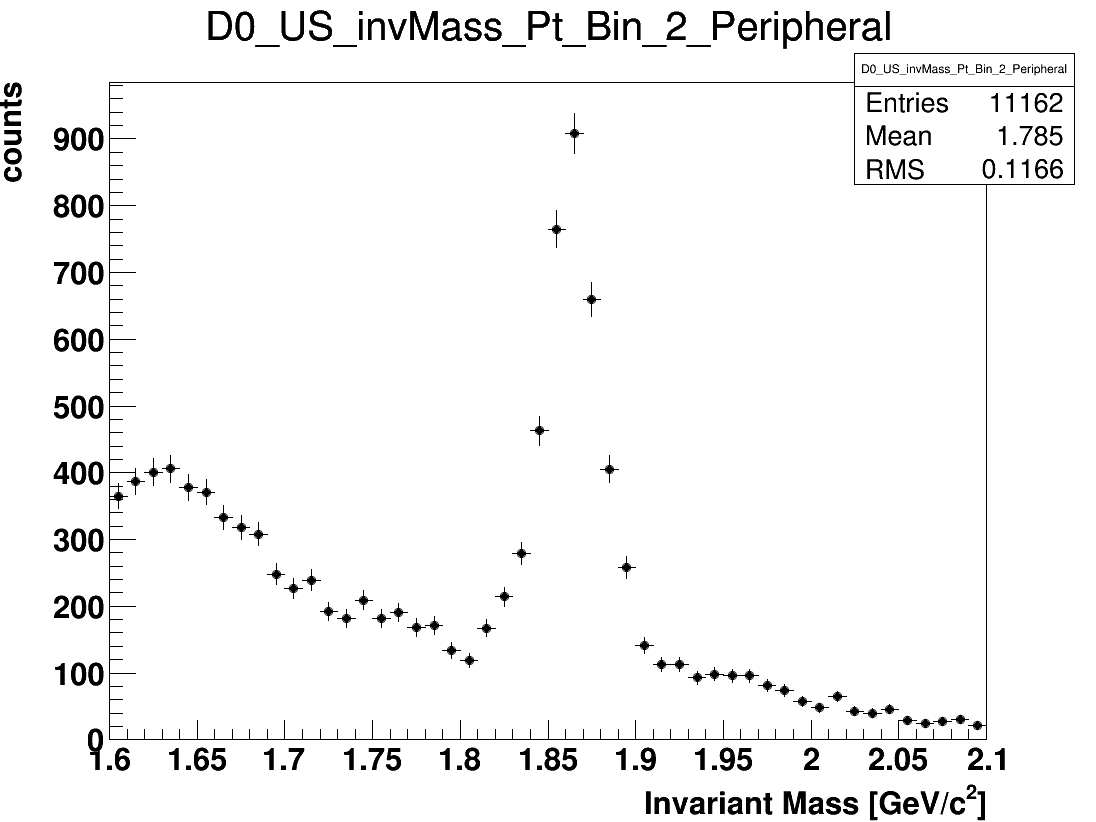 D0_US_invMass_Pt_Bin_2_Peripheral
D0_US_invMass_Pt_Bin_2_Peripheral
Entries 11162
Mean 1.785
RMS 0.1166
counts
900
800
700
600
500
400
300
200
100
0
1.6 1.65 1.7 1.75 1.8 1.85 1.9 1.95 2 2.05 2.1
Invariant Mass [GeV/c²]